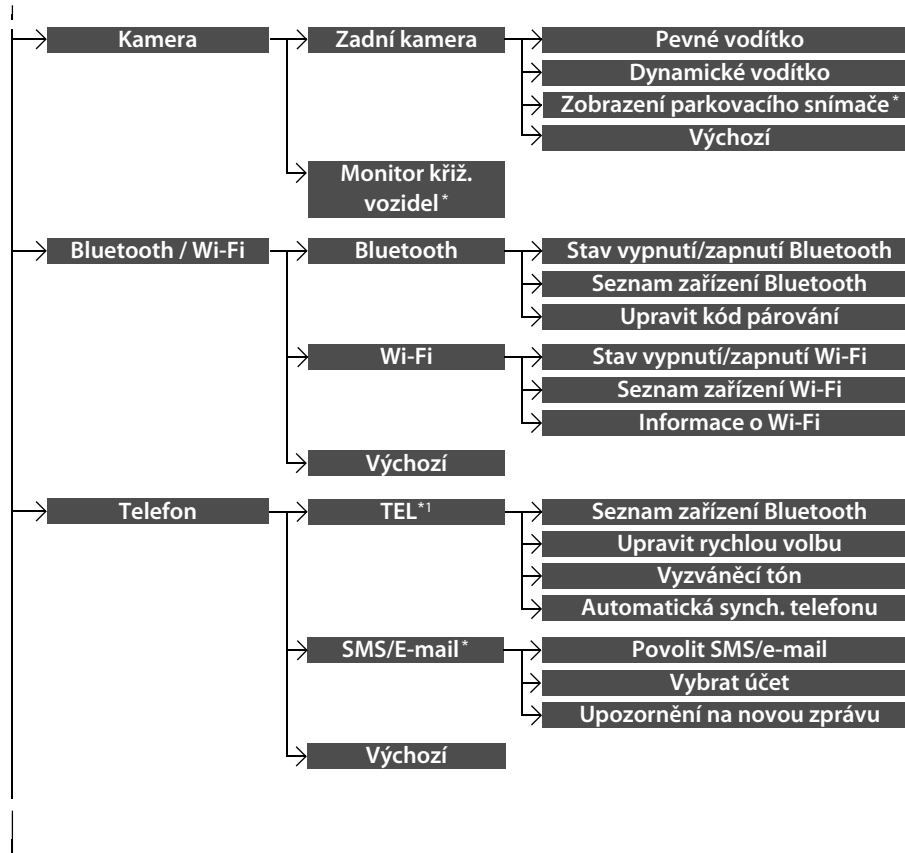 Kamera
Zadní kamera
Pevné vodítko
Dynamické vodítko
Zobrazení parkovacího snímače*
Výchozí
Monitor křiž.
vozidel*
Bluetooth / Wi-Fi
Bluetooth
Stav vypnutí/zapnutí Bluetooth
Seznam zařízení Bluetooth
Upravit kód párování
Wi-Fi
Stav vypnutí/zapnutí Wi-Fi
Seznam zařízení Wi-Fi
Informace o Wi-Fi
Výchozí
Telefon
TEL*1
Seznam zařízení Bluetooth
Upravit rychlou volbu
Vyzváněcí tón
Automatická synch. telefonu
SMS/E-mail*
Povolit SMS/e-mail
Vybrat účet
Upozornění na novou zprávu
Výchozí